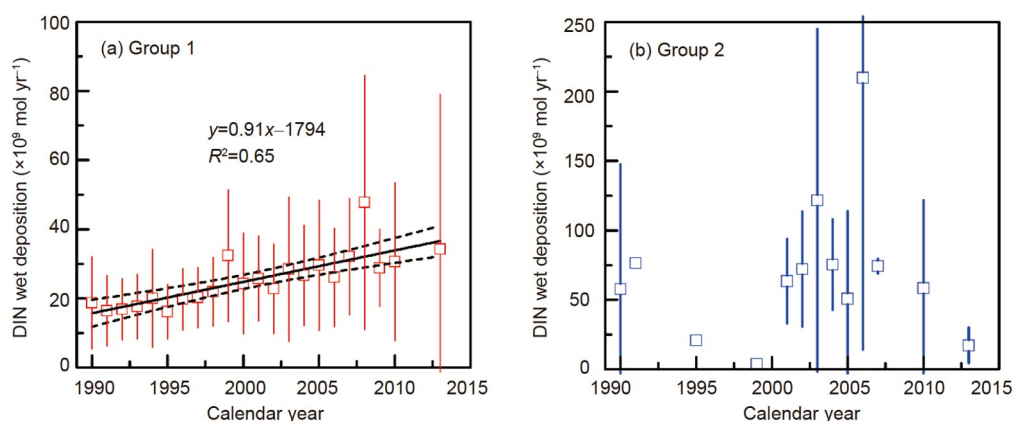 (a) Group 1
y=0.91x–1794
R²=0.65
DIN wet deposition (×10⁹ mol yr⁻¹)
100
80
60
40
20
0
1990 1995 2000 2005 2010 2015
Calendar year
(b) Group 2
DIN wet deposition (×10⁹ mol yr⁻¹)
250
200
150
100
50
0
1990 1995 2000 2005 2010 2015
Calendar year